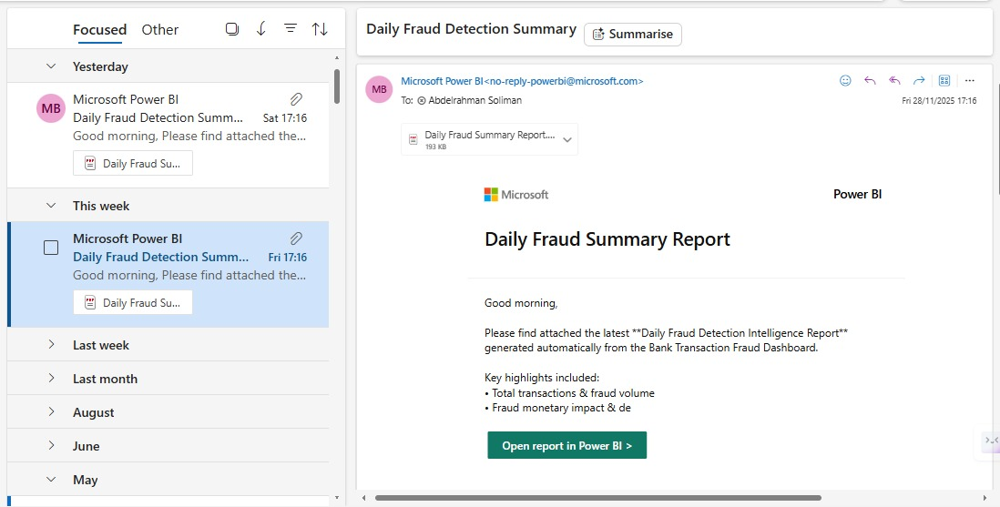 Focused Other
Yesterday
MB
Microsoft Power BI
Daily Fraud Detection Summ... Sat 17:16
Good morning, Please find attached the...
Daily Fraud Su...
This week
Microsoft Power BI
Daily Fraud Detection Summ... Fri 17:16
Good morning, Please find attached the...
Daily Fraud Su...
Last week
Last month
August
June
May
Daily Fraud Detection Summary Summarise
MB
Microsoft Power BI<no-reply-powerbi@microsoft.com>
To: Abdelrahman Soliman
Fri 28/11/2025 17:16
Daily Fraud Summary Report....
193 KB
Microsoft Power BI
Daily Fraud Summary Report
Good morning,
Please find attached the latest **Daily Fraud Detection Intelligence Report**
generated automatically from the Bank Transaction Fraud Dashboard.
Key highlights included:
• Total transactions & fraud volume
• Fraud monetary impact & de
Open report in Power BI >